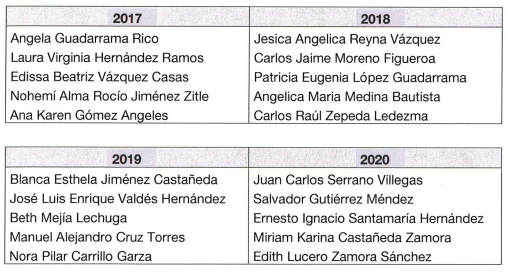 2017
Angela Guadarrama Rico
Laura Virginia Hernández Ramos
Edissa Beatriz Vázquez Casas
Nohemí Alma Rocío Jiménez Zitle
Ana Karen Gómez Angeles
2018
Jesica Angelica Reyna Vázquez
Carlos Jaime Moreno Figueroa
Patricia Eugenia López Guadarrama
Angelica Maria Medina Bautista
Carlos Raúl Zepeda Ledezma
2019
Blanca Esthela Jiménez Castañeda
José Luis Enrique Valdés Hernández
Beth Mejía Lechuga
Manuel Alejandro Cruz Torres
Nora Pilar Carrillo Garza
2020
Juan Carlos Serrano Villegas
Salvador Gutiérrez Méndez
Ernesto Ignacio Santamaría Hernández
Miriam Karina Castañeda Zamora
Edith Lucero Zamora Sánchez